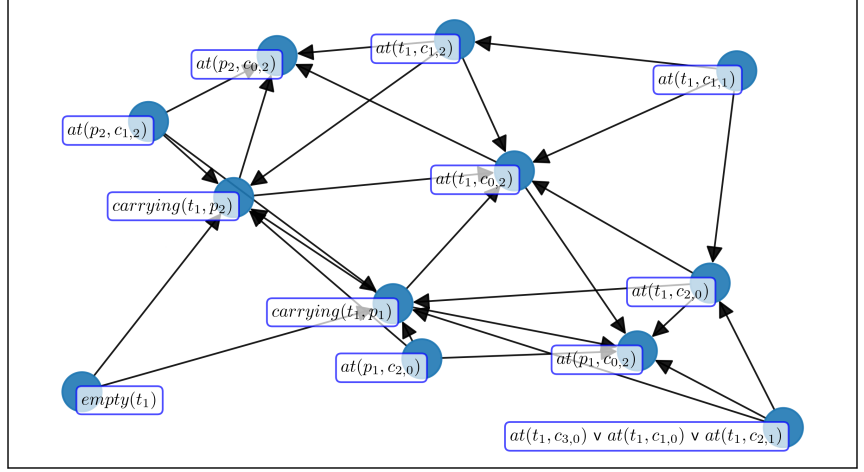 at(p₂, c₀,₂)
at(t₁, c₁,₂)
at(t₁, c₁,₁)
at(p₂, c₁,₂)
at(t₁, c₀,₂)
carrying(t₁, p₂)
at(t₁, c₂,₀)
carrying(t₁, p₁)
at(p₁, c₀,₂)
at(p₁, c₂,₀)
empty(t₁)
at(t₁, c₃,₀) ∨ at(t₁, c₁,₀) ∨ at(t₁, c₂,₁)